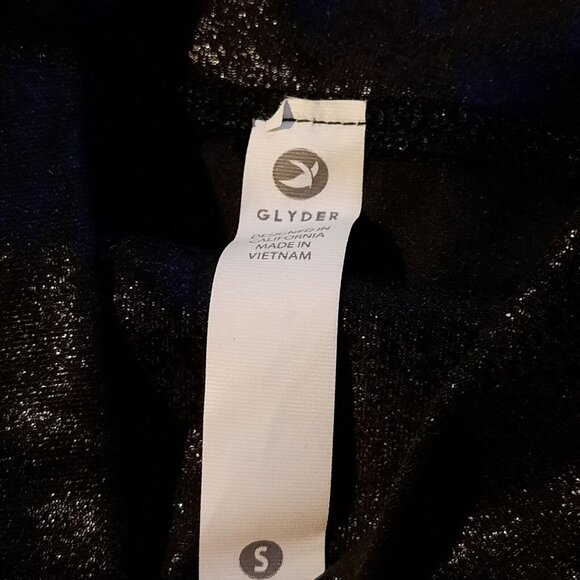 GLYDER
DESIGNED IN
CALIFORNIA
MADE IN
VIETNAM
S